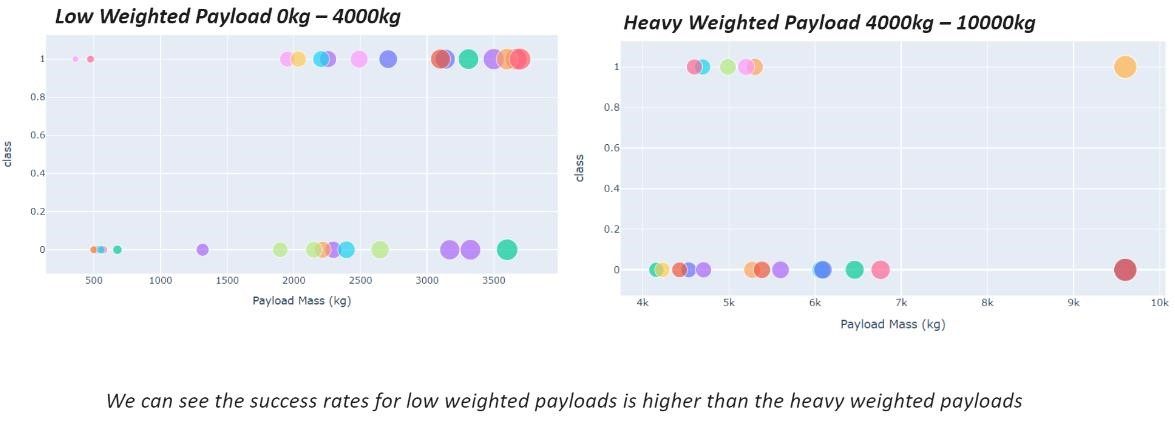 Low Weighted Payload 0kg – 4000kg
1
0.8
0.6
0.4
0.2
0
class
500
1000
1500
2000
2500
3000
3500
Payload Mass (kg)
Heavy Weighted Payload 4000kg – 10000kg
1
0.8
0.6
0.4
0.2
0
class
4k
5k
6k
7k
8k
9k
10k
Payload Mass (kg)
We can see the success rates for low weighted payloads is higher than the heavy weighted payloads